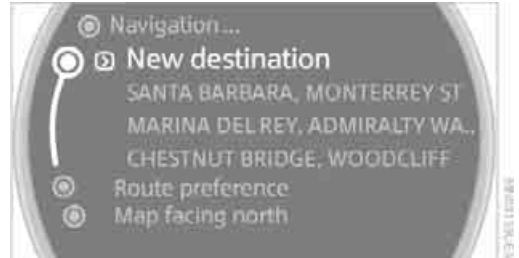 Navigation...
New destination
SANTA BARBARA, MONTERREY ST
MARINA DEL REY, ADMIRALTY WA..
CHESTNUT BRIDGE, WOODCLIFF
Route preference
Map facing north